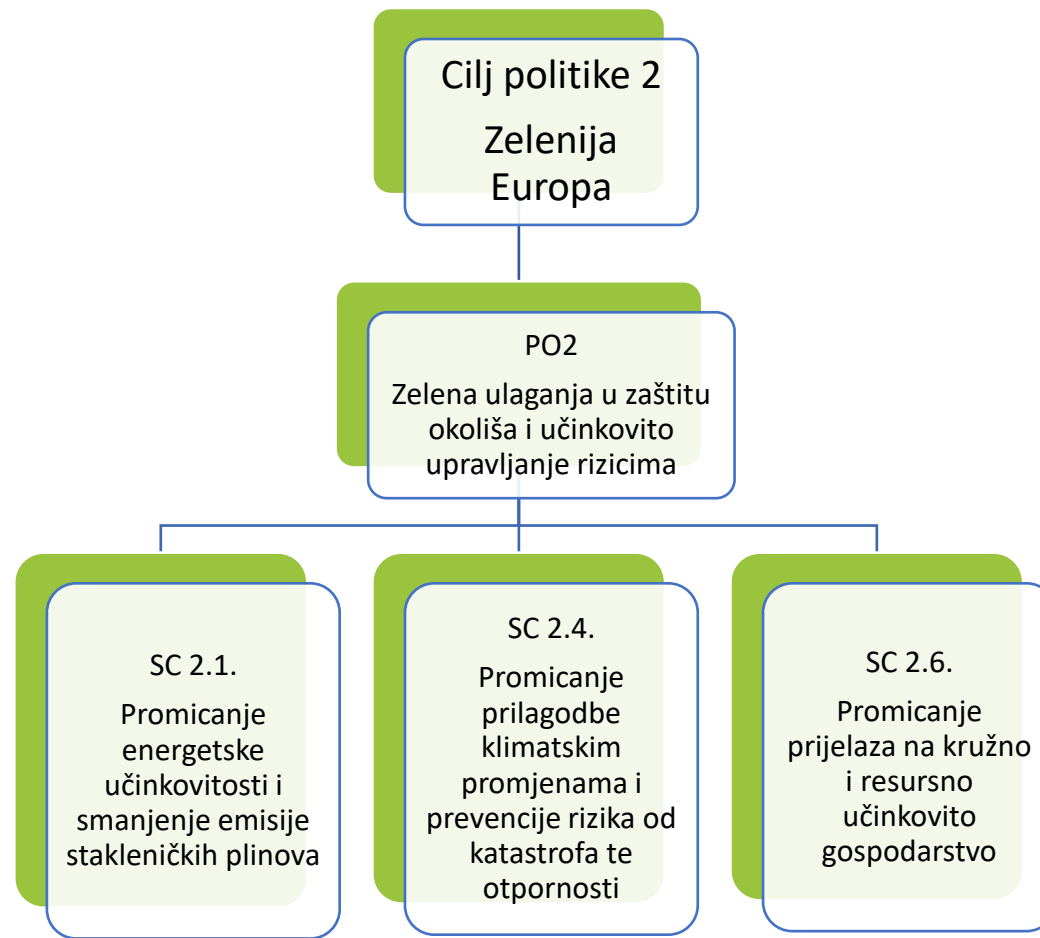 Cilj politike 2
Zelenija
Europa
PO2
Zelena ulaganja u zaštitu
okoliša i učinkovito
upravljanje rizicima
SC 2.1.
Promicanje
energetske
učinkovitosti i
smanjenje emisije
stakleničkih plinova
SC 2.4.
Promicanje
prilagodbe
klimatskim
promjenama i
prevencije rizika od
katastrofa te
otpornosti
SC 2.6.
Promicanje
prijelaza na kružno
i resursno
učinkovito
gospodarstvo